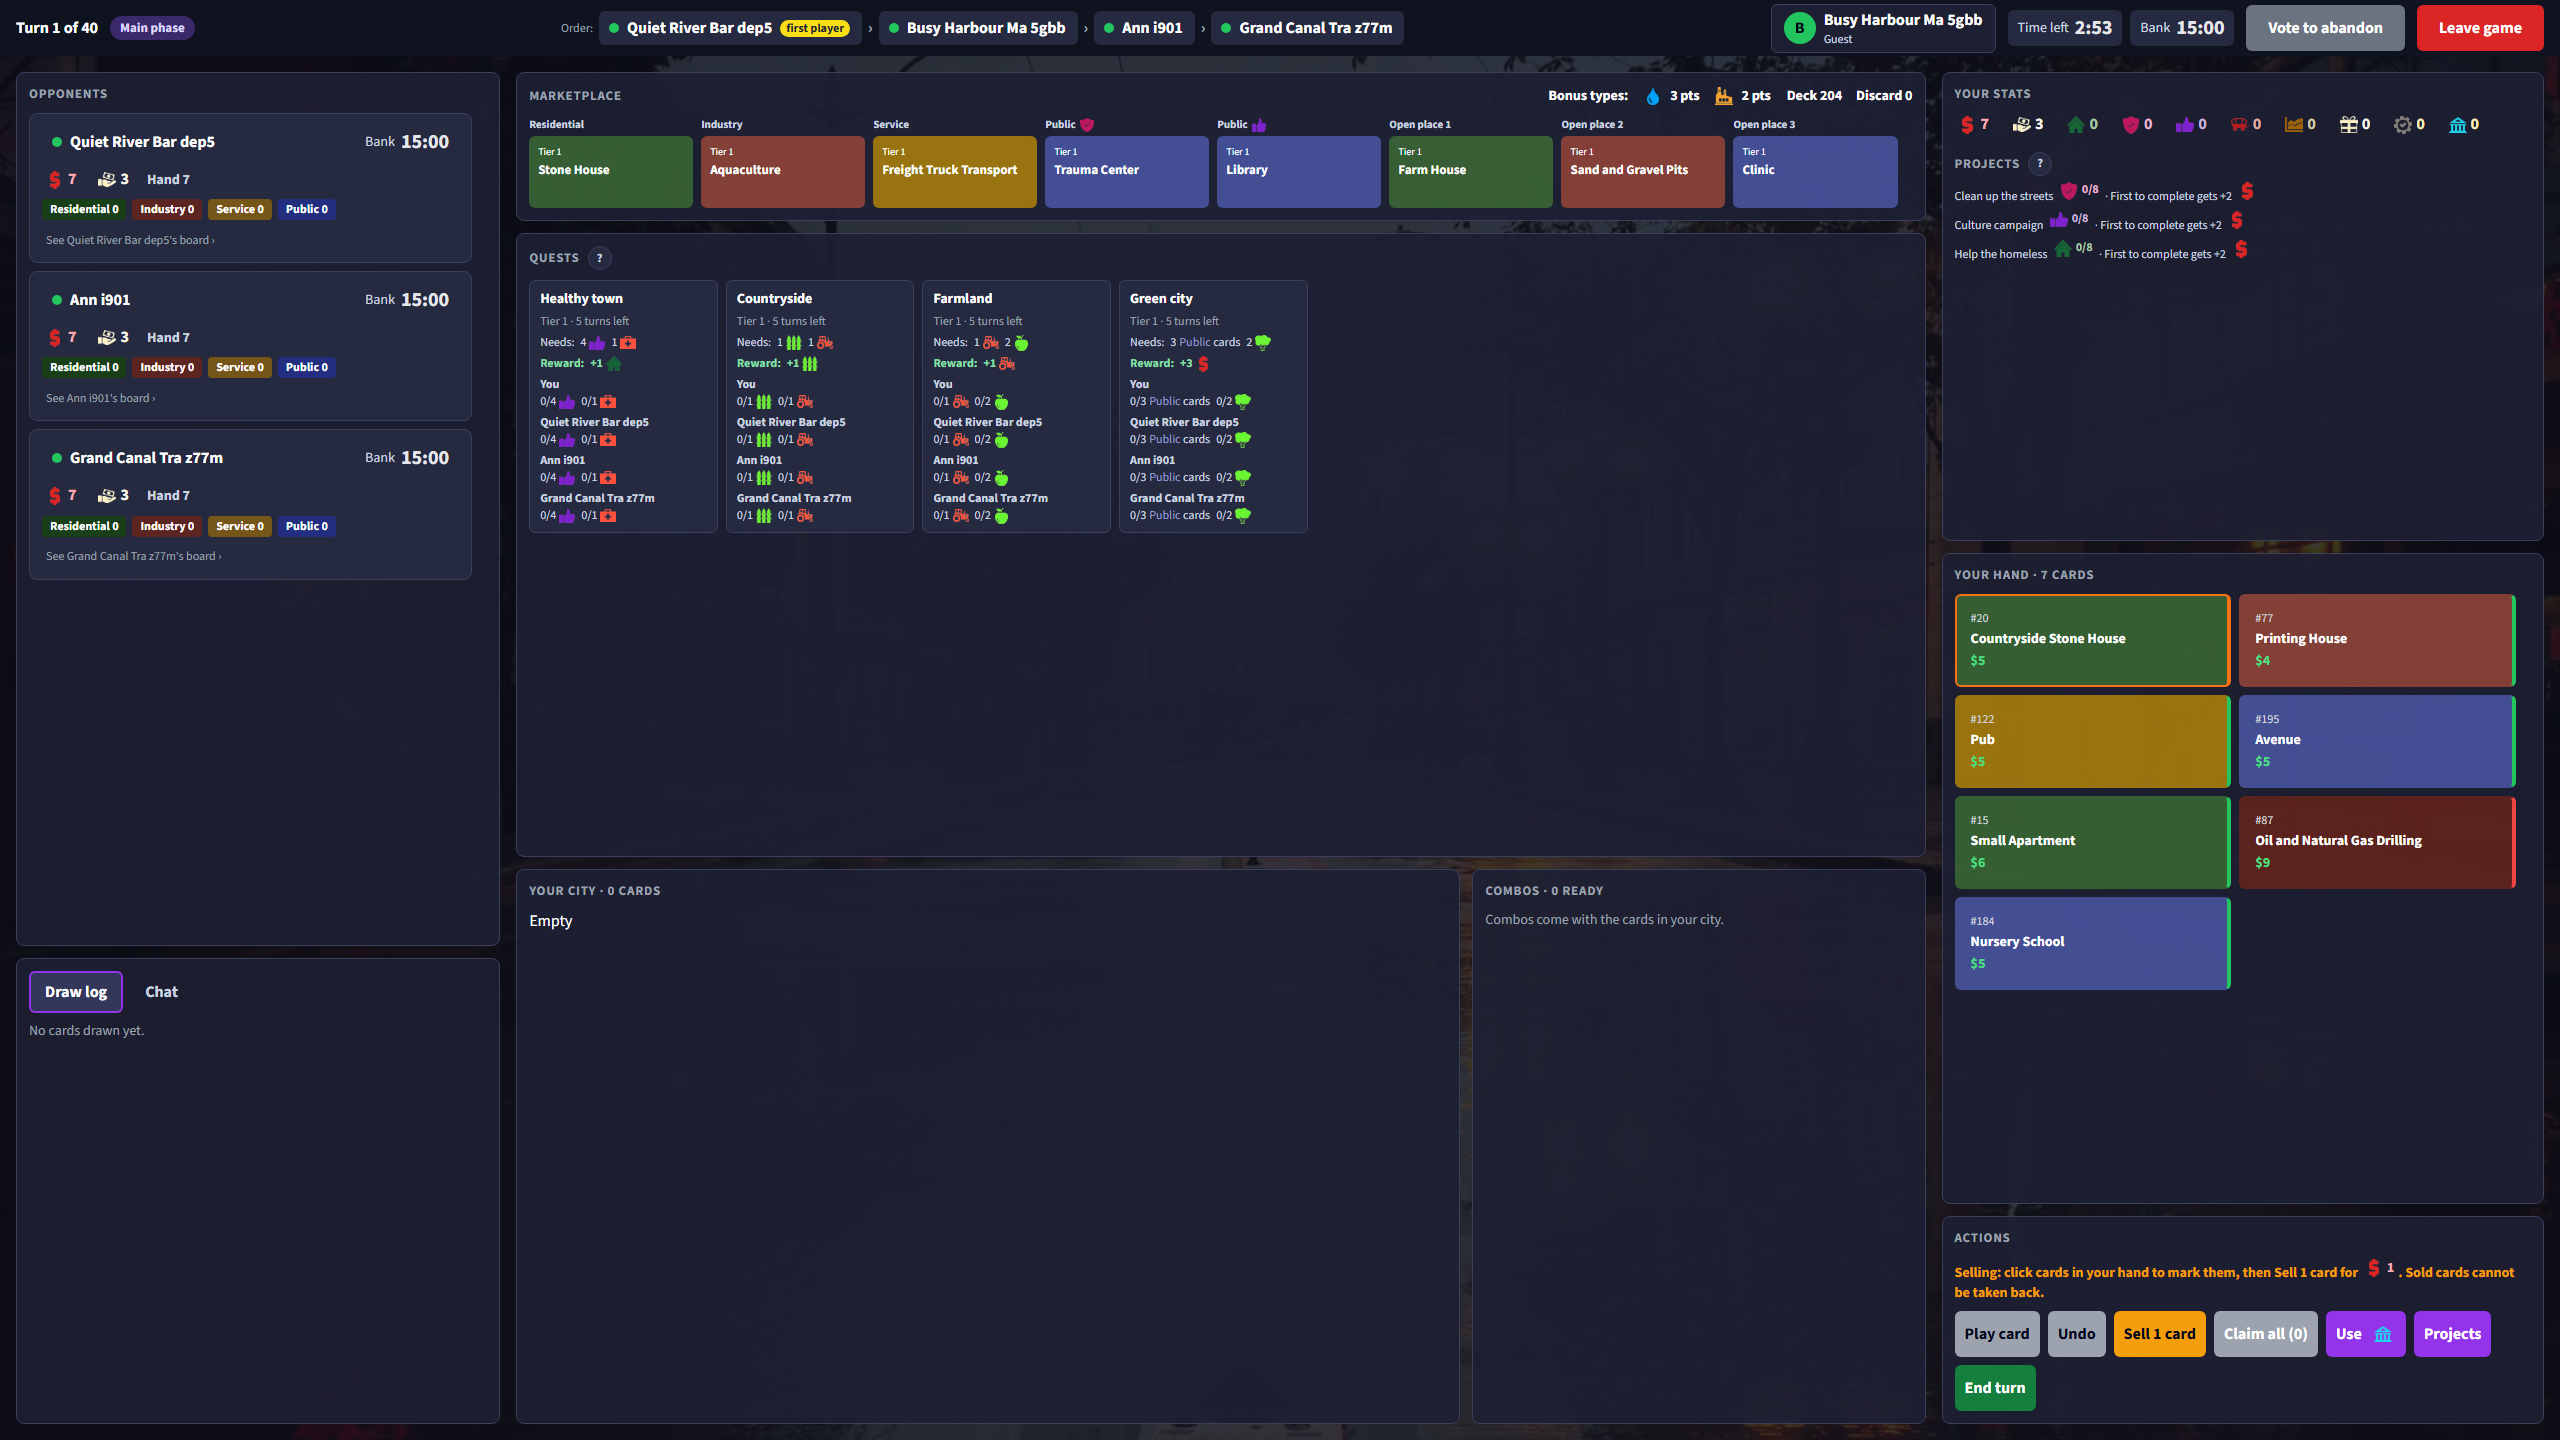 Turn 1 of 40 Main phase
Order: Quiet River Bar dep5 first player › Busy Harbour Ma 5gbb › Ann i901 › Grand Canal Tra z77m
B Busy Harbour Ma 5gbb
Guest
Time left 2:53 Bank 15:00 Vote to abandon Leave game
OPPONENTS
Quiet River Bar dep5 Bank 15:00
7 3 Hand 7
Residential 0 Industry 0 Service 0 Public 0
See Quiet River Bar dep5's board ›
Ann i901 Bank 15:00
7 3 Hand 7
Residential 0 Industry 0 Service 0 Public 0
See Ann i901's board ›
Grand Canal Tra z77m Bank 15:00
7 3 Hand 7
Residential 0 Industry 0 Service 0 Public 0
See Grand Canal Tra z77m's board ›
Draw log Chat
No cards drawn yet.
MARKETPLACE Bonus types: 3 pts 2 pts Deck 204 Discard 0
Residential Industry Service Public Public Open place 1 Open place 2 Open place 3
Tier 1 Tier 1 Tier 1 Tier 1 Tier 1 Tier 1 Tier 1 Tier 1
Stone House Aquaculture Freight Truck Transport Trauma Center Library Farm House Sand and Gravel Pits Clinic
QUESTS ?
Healthy town
Tier 1 · 5 turns left
Needs: 4 1
Reward: +1
You
0/4 0/1
Quiet River Bar dep5
0/4 0/1
Ann i901
0/4 0/1
Grand Canal Tra z77m
0/4 0/1
Countryside
Tier 1 · 5 turns left
Needs: 1 1
Reward: +1
You
0/1 0/1
Quiet River Bar dep5
0/1 0/1
Ann i901
0/1 0/1
Grand Canal Tra z77m
0/1 0/1
Farmland
Tier 1 · 5 turns left
Needs: 1 2
Reward: +1
You
0/1 0/2
Quiet River Bar dep5
0/1 0/2
Ann i901
0/1 0/2
Grand Canal Tra z77m
0/1 0/2
Green city
Tier 1 · 5 turns left
Needs: 3 Public cards 2
Reward: +3
You
0/3 Public cards 0/2
Quiet River Bar dep5
0/3 Public cards 0/2
Ann i901
0/3 Public cards 0/2
Grand Canal Tra z77m
0/3 Public cards 0/2
YOUR CITY · 0 CARDS
Empty
COMBOS · 0 READY
Combos come with the cards in your city.
YOUR STATS
7 3 0 0 0 0 0 0 0 0
PROJECTS ?
Clean up the streets 0/8 · First to complete gets +2
Culture campaign 0/8 · First to complete gets +2
Help the homeless 0/8 · First to complete gets +2
YOUR HAND · 7 CARDS
#20
Countryside Stone House
$5
#77
Printing House
$4
#122
Pub
$5
#195
Avenue
$5
#15
Small Apartment
$6
#87
Oil and Natural Gas Drilling
$9
#184
Nursery School
$5
ACTIONS
Selling: click cards in your hand to mark them, then Sell 1 card for 1 . Sold cards cannot
be taken back.
Play card Undo Sell 1 card Claim all (0) Use Projects
End turn